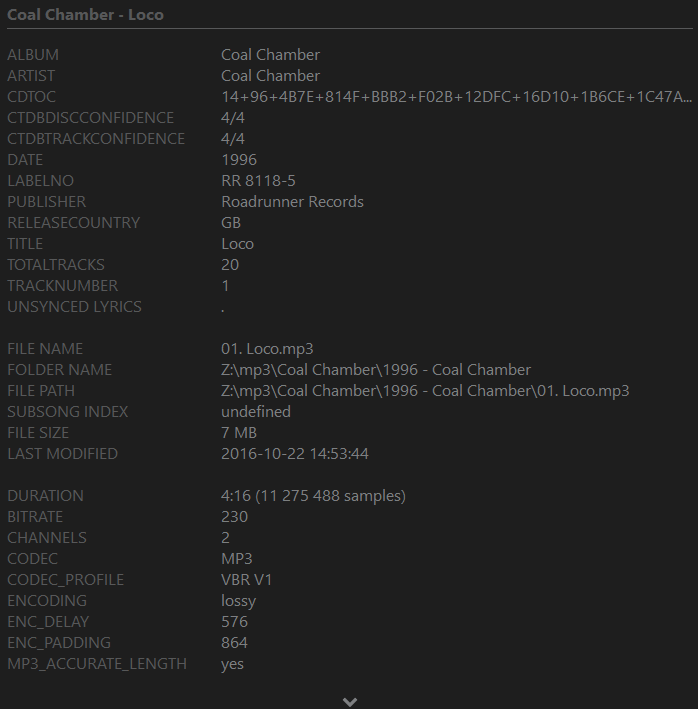 Coal Chamber - Loco
ALBUM Coal Chamber
ARTIST Coal Chamber
CDTOC 14+96+4B7E+814F+BBB2+F02B+12DFC+16D10+1B6CE+1C47A...
CTDBDISCCONFIDENCE 4/4
CTDBTRACKCONFIDENCE 4/4
DATE 1996
LABELNO RR 8118-5
PUBLISHER Roadrunner Records
RELEASECOUNTRY GB
TITLE Loco
TOTALTRACKS 20
TRACKNUMBER 1
UNSYNCED LYRICS .
FILE NAME 01. Loco.mp3
FOLDER NAME Z:\mp3\Coal Chamber\1996 - Coal Chamber
FILE PATH Z:\mp3\Coal Chamber\1996 - Coal Chamber\01. Loco.mp3
SUBSONG INDEX undefined
FILE SIZE 7 MB
LAST MODIFIED 2016-10-22 14:53:44
DURATION 4:16 (11 275 488 samples)
BITRATE 230
CHANNELS 2
CODEC MP3
CODEC_PROFILE VBR V1
ENCODING lossy
ENC_DELAY 576
ENC_PADDING 864
MP3_ACCURATE_LENGTH yes